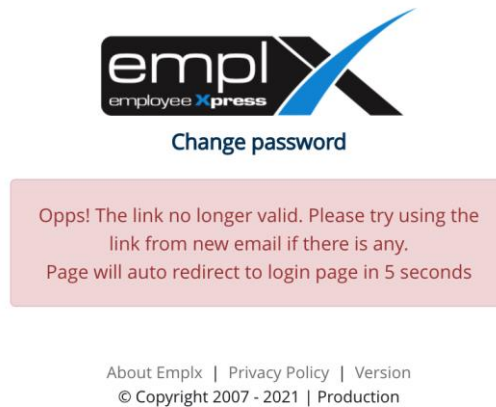 emplX
employee Xpress
Change password
Opps! The link no longer valid. Please try using the
link from new email if there is any.
Page will auto redirect to login page in 5 seconds
About Emplx | Privacy Policy | Version
© Copyright 2007 - 2021 | Production